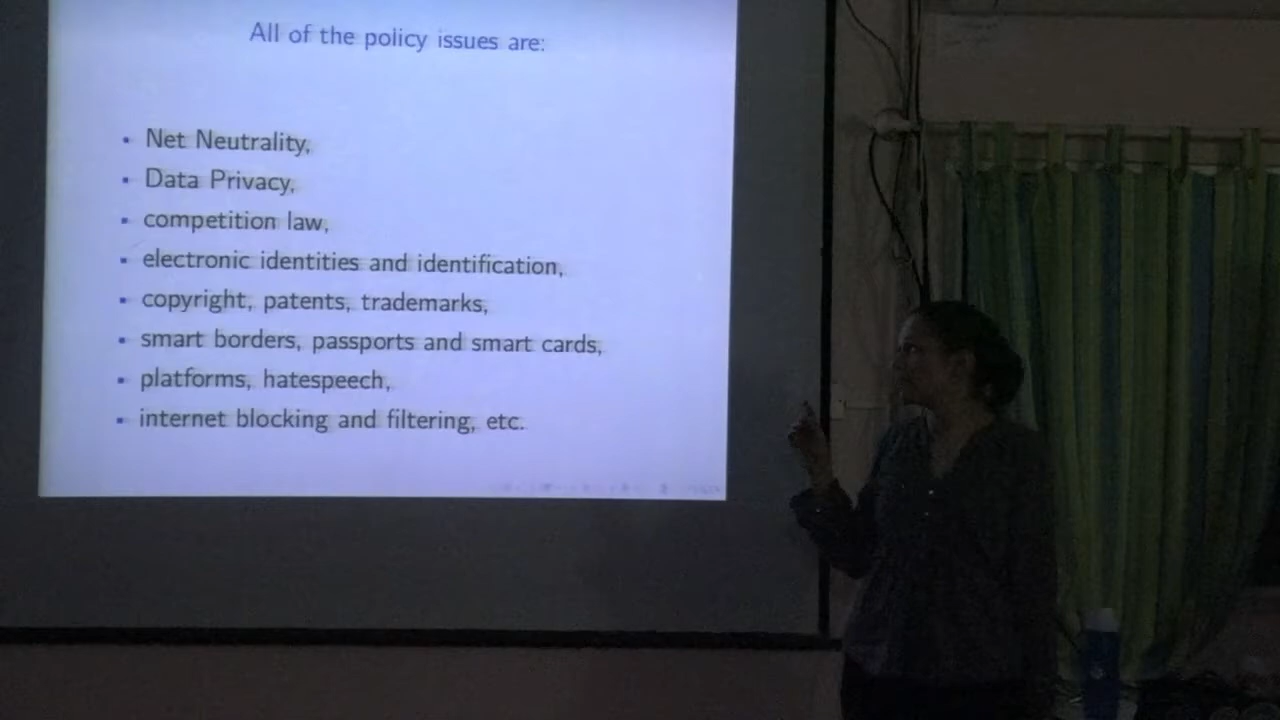 All of the policy issues are:
Net Neutrality,
Data Privacy,
competition law,
electronic identities and identification,
copyright, patents, trademarks,
smart borders, passports and smart cards,
platforms, hatespeech,
internet blocking and filtering, etc.